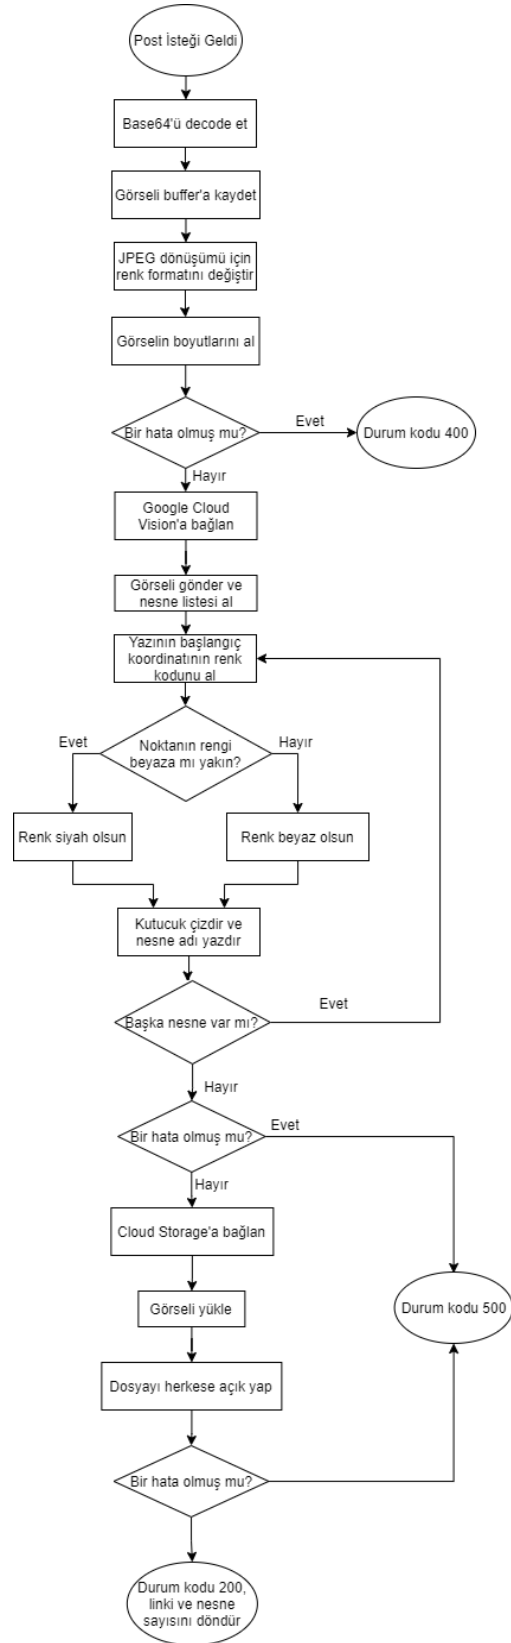 Post İsteği Geldi
Base64'ü decode et
Görseli buffer'a kaydet
JPEG dönüşümü için
renk formatını değiştir
Görselin boyutlarını al
Bir hata olmuş mu?
Evet
Durum kodu 400
Hayır
Google Cloud
Vision'a bağlan
Görseli gönder ve
nesne listesi al
Yazının başlangıç
koordinatının renk
kodunu al
Evet
Noktanın rengi
beyaza mı yakın?
Hayır
Renk siyah olsun
Renk beyaz olsun
Kutucuk çizdir ve
nesne adı yazdır
Başka nesne var mı?
Evet
Hayır
Bir hata olmuş mu?
Evet
Hayır
Cloud Storage'a bağlan
Görseli yükle
Durum kodu 500
Dosyayı herkese açık yap
Bir hata olmuş mu?
Durum kodu 200,
linki ve nesne
sayısını döndür